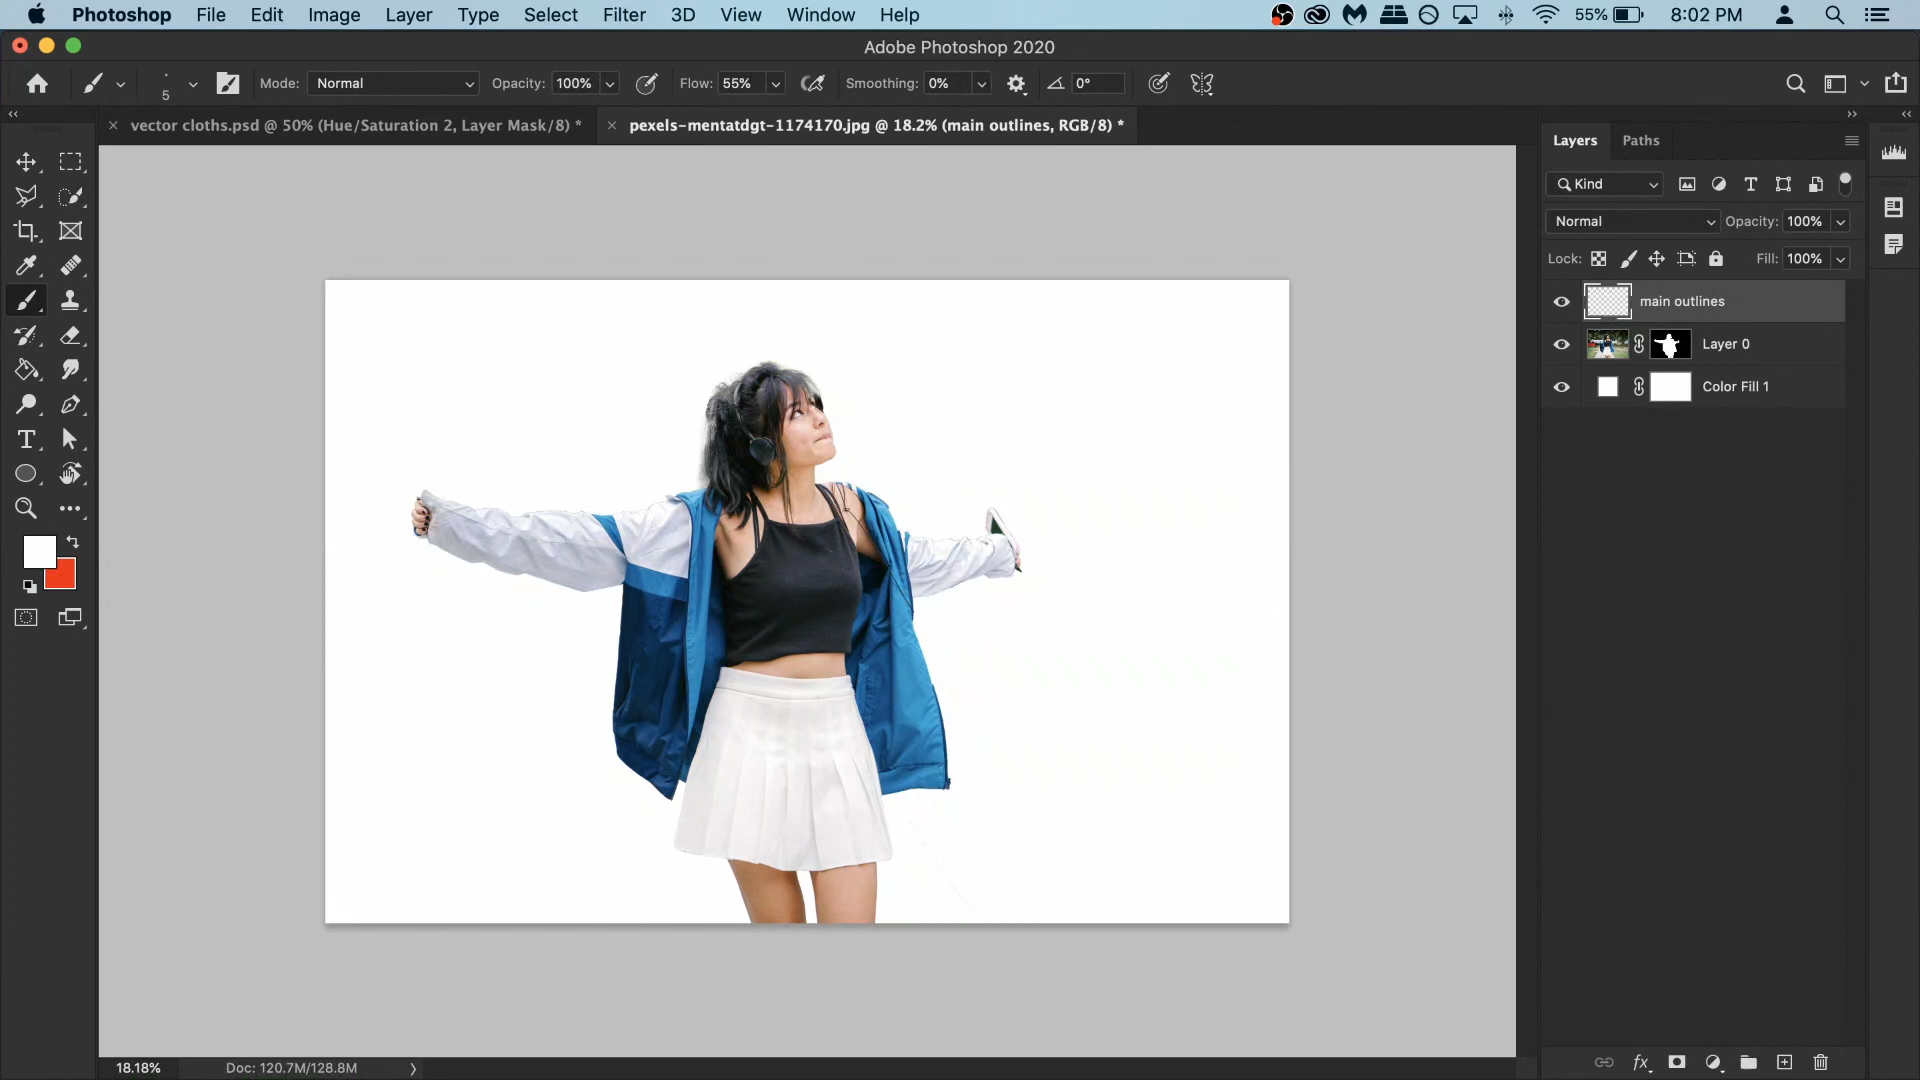 Photoshop File Edit Image Layer Type Select Filter 3D View Window Help 55% 8:02 PM
Adobe Photoshop 2020
5 Mode: Normal Opacity: 100% Flow: 55% Smoothing: 0% 0°
vector cloths.psd @ 50% (Hue/Saturation 2, Layer Mask/8) * pexels-mentatdgt-1174170.jpg @ 18.2% (main outlines, RGB/8) *
Layers Paths
Kind
Normal Opacity: 100%
Lock: Fill: 100%
main outlines
Layer 0
Color Fill 1
18.18% Doc: 120.7M/128.8M